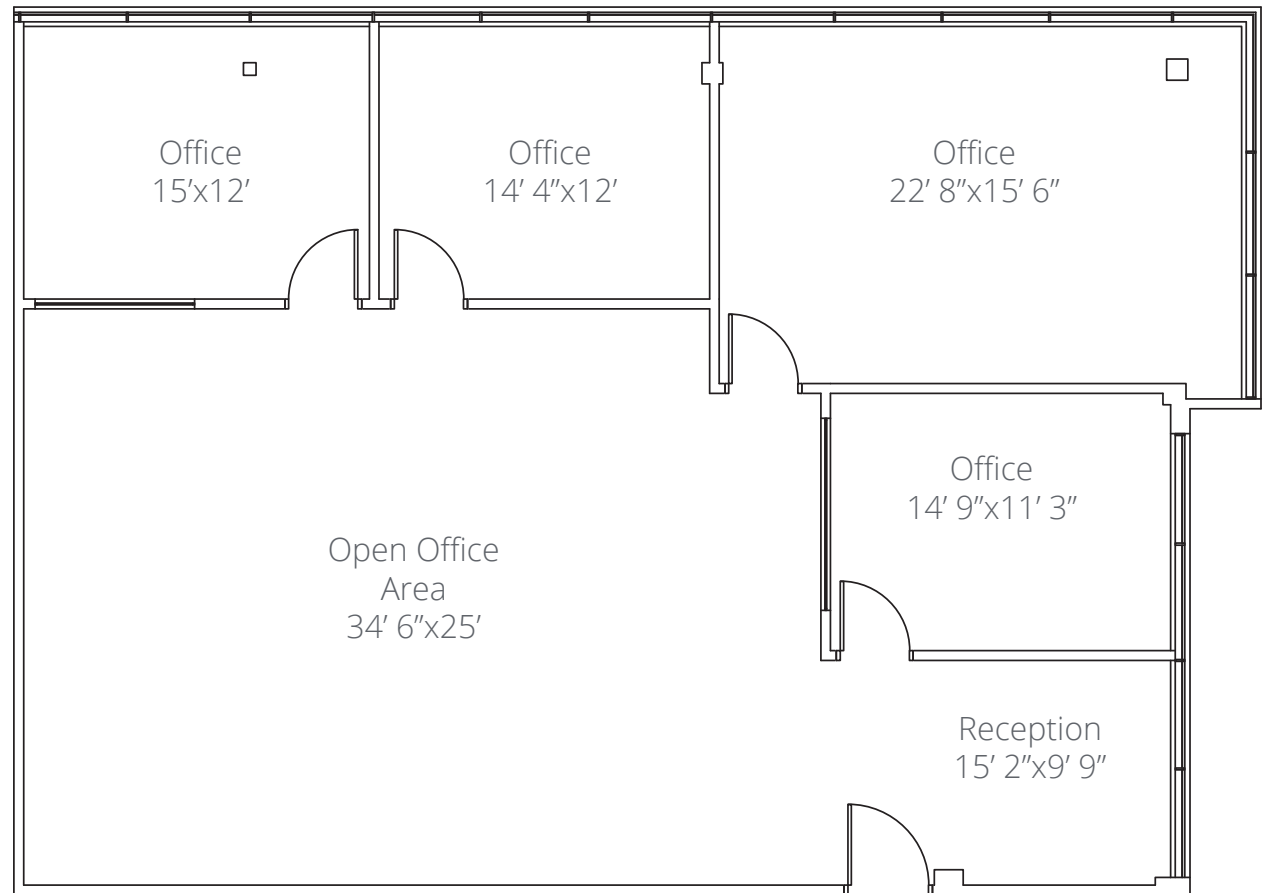 Office
15’x12’
Office
14’ 4”x12’
Office
22’ 8”x15’ 6”
Office
14’ 9”x11’ 3”
Open Office
Area
34’ 6”x25’
Reception
15’ 2”x9’ 9”